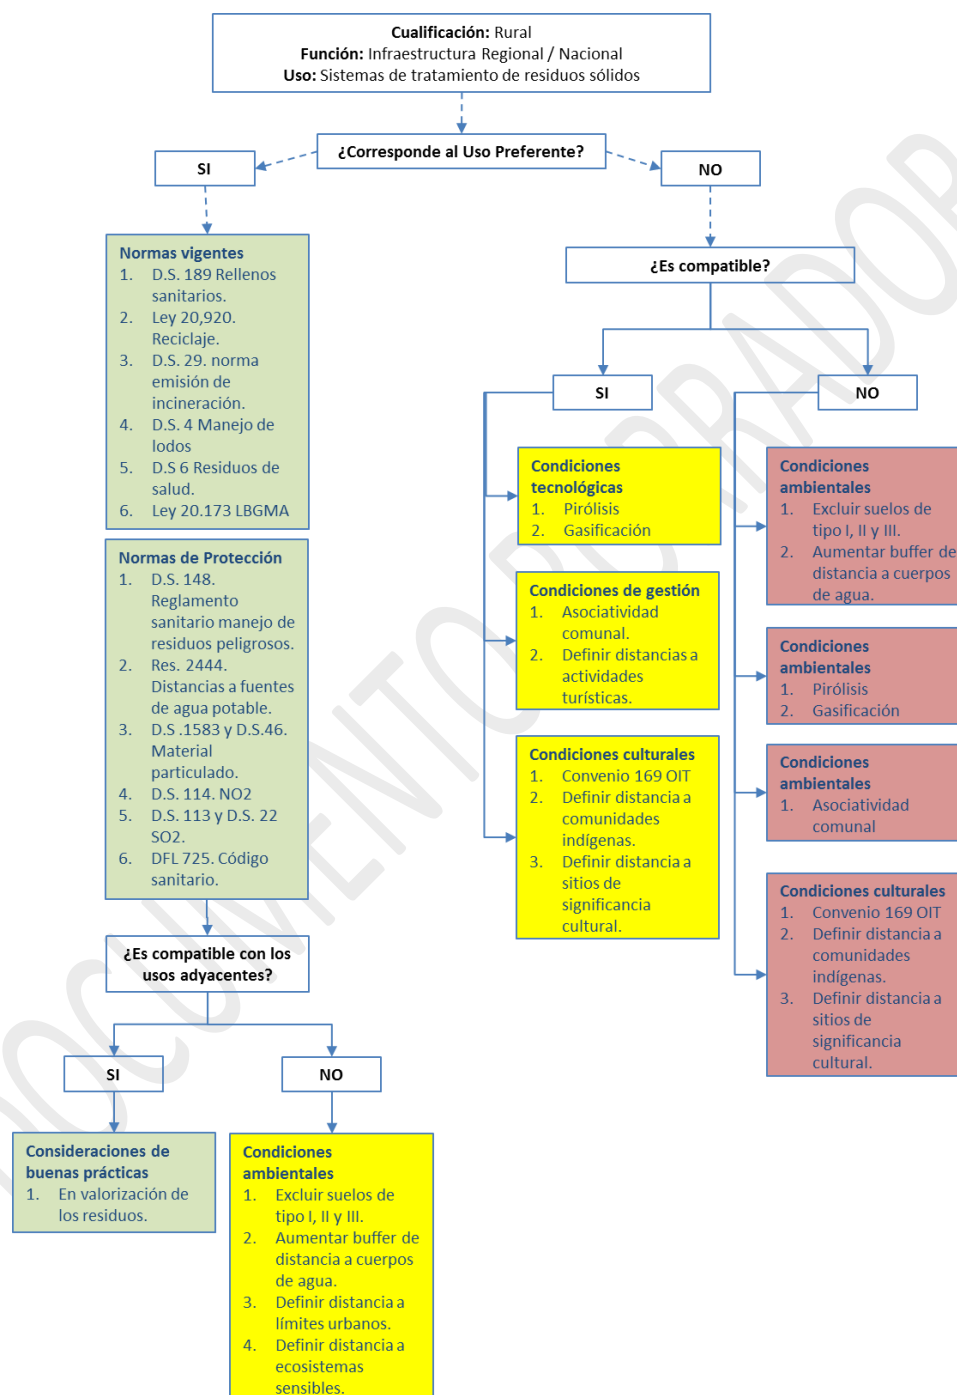 Cualificación: Rural
Función: Infraestructura Regional / Nacional
Uso: Sistemas de tratamiento de residuos sólidos
¿Corresponde al Uso Preferente?
SI
NO
Normas vigentes
1. D.S. 189 Rellenos
sanitarios.
2. Ley 20,920.
Reciclaje.
3. D.S. 29. norma
emisión de
incineración.
4. D.S. 4 Manejo de
lodos
5. D.S 6 Residuos de
salud.
6. Ley 20.173 LBGMA
Normas de Protección
1. D.S. 148.
Reglamento
sanitario manejo de
residuos peligrosos.
2. Res. 2444.
Distancias a fuentes
de agua potable.
3. D.S .1583 y D.S.46.
Material
particulado.
4. D.S. 114. NO2
5. D.S. 113 y D.S. 22
SO2.
6. DFL 725. Código
sanitario.
¿Es compatible con los
usos adyacentes?
SI
NO
Consideraciones de
buenas prácticas
1. En valorización de
los residuos.
Condiciones
ambientales
1. Excluir suelos de
tipo I, II y III.
2. Aumentar buffer de
distancia a cuerpos
de agua.
3. Definir distancia a
límites urbanos.
4. Definir distancia a
ecosistemas
sensibles.
¿Es compatible?
SI
NO
Condiciones
tecnológicas
1. Pirólisis
2. Gasificación
Condiciones de gestión
1. Asociatividad
comunal.
2. Definir distancias a
actividades
turísticas.
Condiciones culturales
1. Convenio 169 OIT
2. Definir distancia a
comunidades
indígenas.
3. Definir distancia a
sitios de
significancia
cultural.
Condiciones
ambientales
1. Excluir suelos de
tipo I, II y III.
2. Aumentar buffer de
distancia a cuerpos
de agua.
Condiciones
ambientales
1. Pirólisis
2. Gasificación
Condiciones
ambientales
1. Asociatividad
comunal
Condiciones culturales
1. Convenio 169 OIT
2. Definir distancia a
comunidades
indígenas.
3. Definir distancia a
sitios de
significancia
cultural.
DOCUMENTO BORRADOR